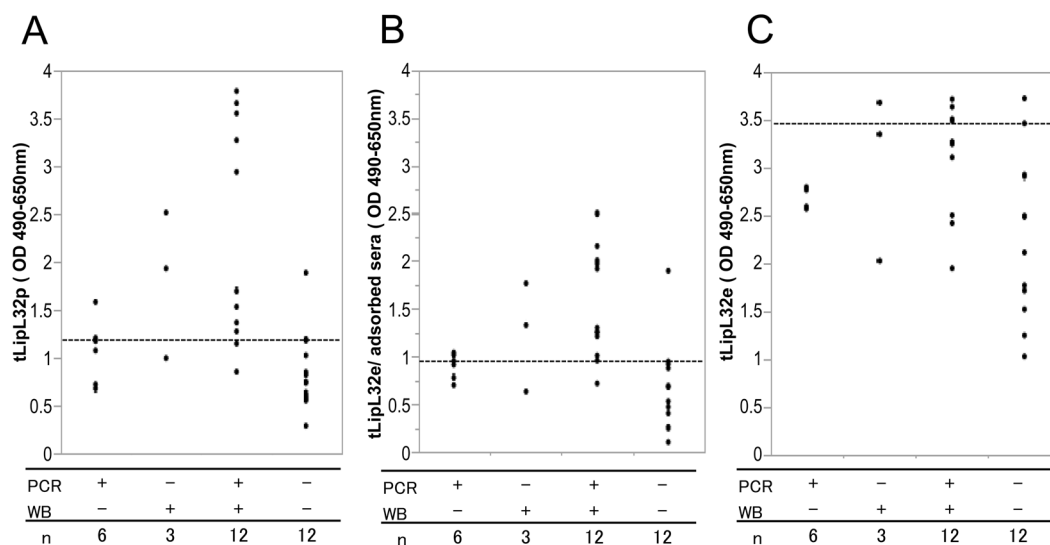 A
tLipL32p ( OD 490-650nm)
4
3.5
3
2.5
2
1.5
1
0.5
0
PCR + − + −
WB − + + −
n 6 3 12 12
B
tLipL32e/ adsorbed sera ( OD 490-650nm)
4
3.5
3
2.5
2
1.5
1
0.5
0
PCR + − + −
WB − + + −
n 6 3 12 12
C
tLipL32e ( OD 490-650nm)
4
3.5
3
2.5
2
1.5
1
0.5
0
PCR + − + −
WB − + + −
n 6 3 12 12